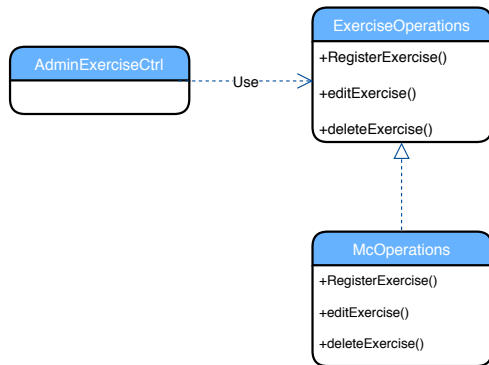 AdminExerciseCtrl
Use
ExerciseOperations
+RegisterExercise()
+editExercise()
+deleteExercise()
McOperations
+RegisterExercise()
+editExercise()
+deleteExercise()